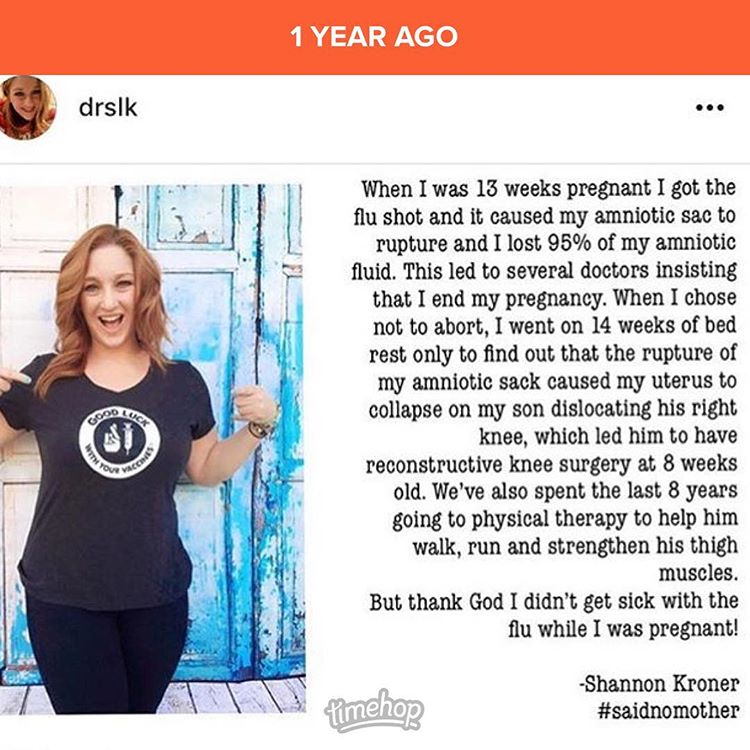 1 YEAR AGO
drslk
When I was 13 weeks pregnant I got the
flu shot and it caused my amniotic sac to
rupture and I lost 95% of my amniotic
fluid. This led to several doctors insisting
that I end my pregnancy. When I chose
not to abort, I went on 14 weeks of bed
rest only to find out that the rupture of
my amniotic sack caused my uterus to
collapse on my son dislocating his right
knee, which led him to have
reconstructive knee surgery at 8 weeks
old. We've also spent the last 8 years
going to physical therapy to help him
walk, run and strengthen his thigh
muscles.
But thank God I didn't get sick with the
flu while I was pregnant!
-Shannon Kroner
#saidnomother
GOOD LUCK
WITH YOUR VACCINES
timehop